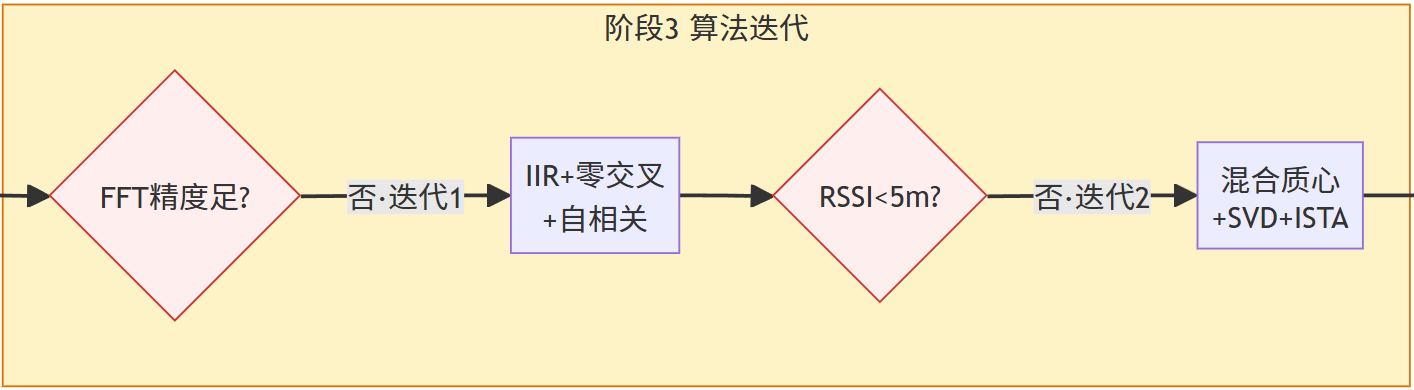 阶段3 算法迭代
FFT精度足?
否·迭代1
IIR+零交叉
+自相关
RSSI<5m?
否·迭代2
混合质心
+SVD+ISTA